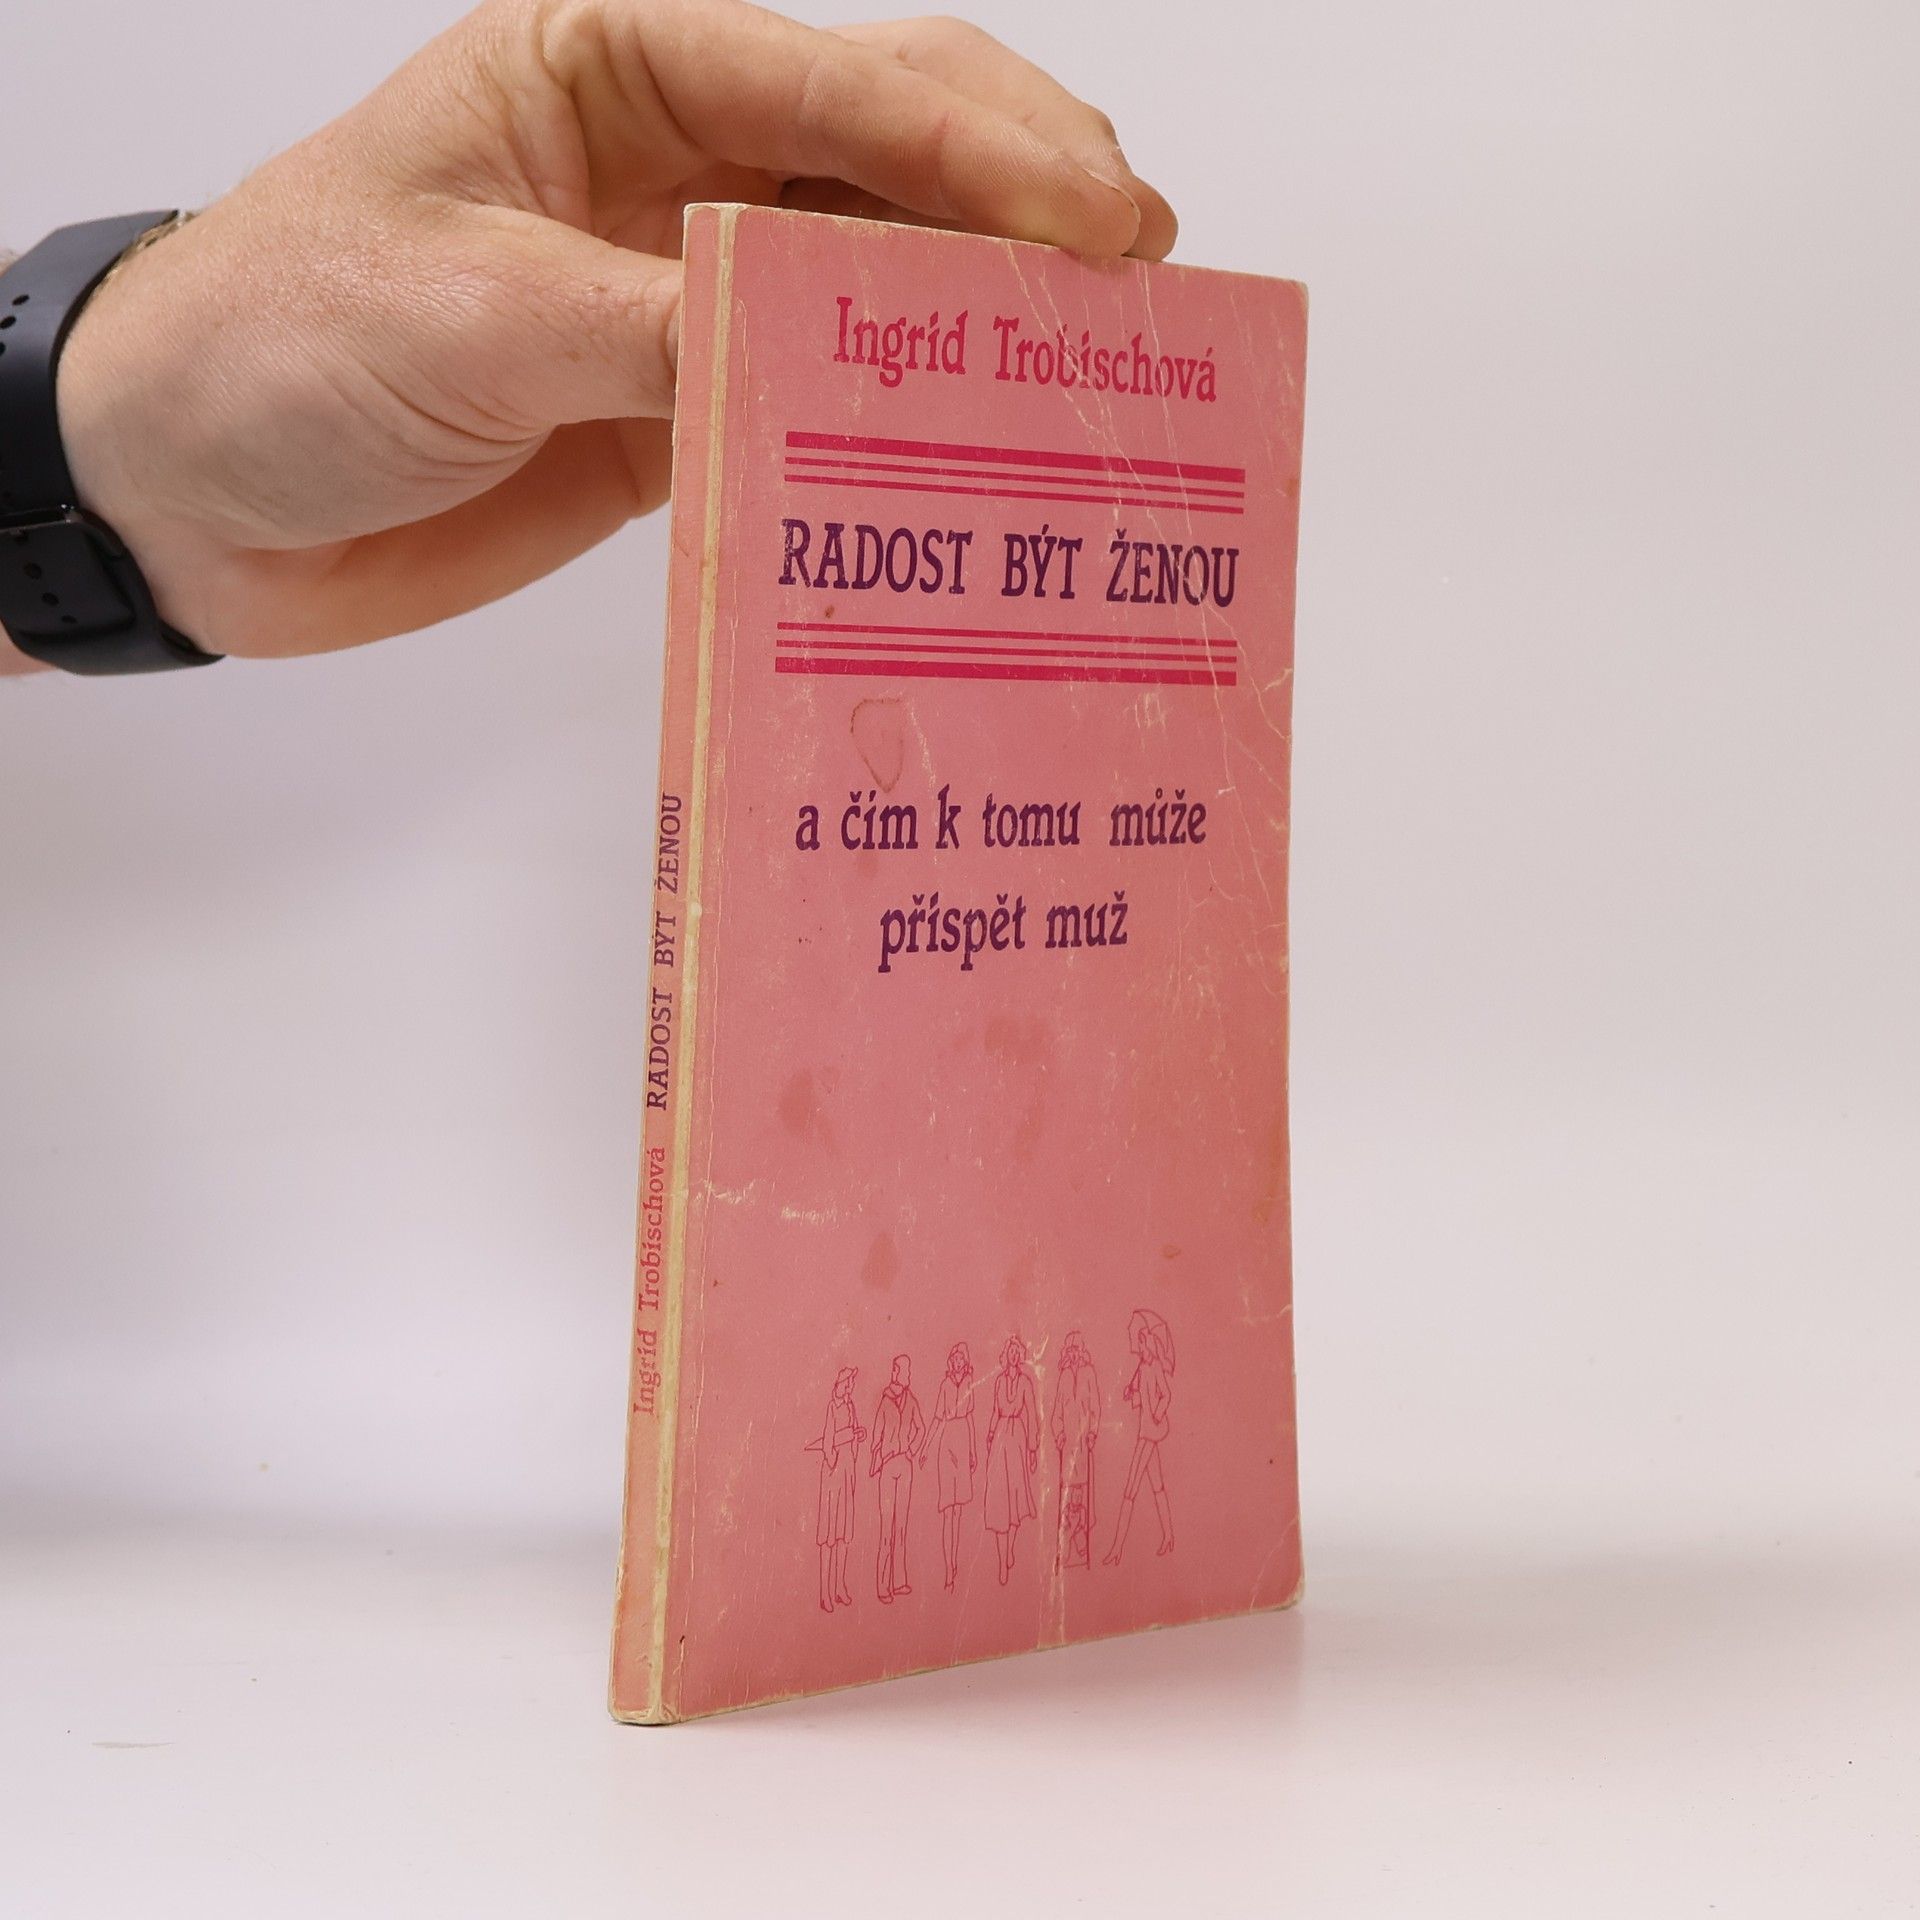 Ingrid Trobischová
RADOST BÝT ŽENOU
a čím k tomu může
přispět muž
Ingrid Trobischová RADOST BÝT ŽENOU